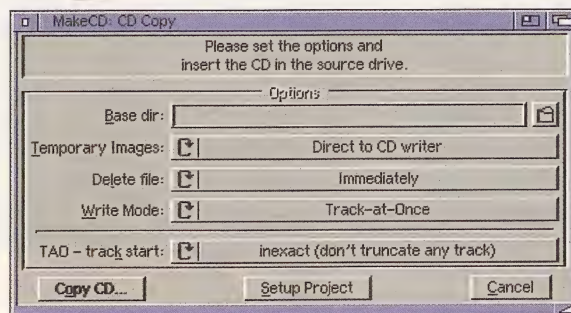 MakeCD: CD Copy
Please set the options and
insert the CD in the source drive.
Options
Base dir:
Temporary Images: Direct to CD writer
Delete file: Immediately
Write Mode: Track-at-Once
TAO - track start: inexact (don't truncate any track)
Copy CD... Setup Project Cancel